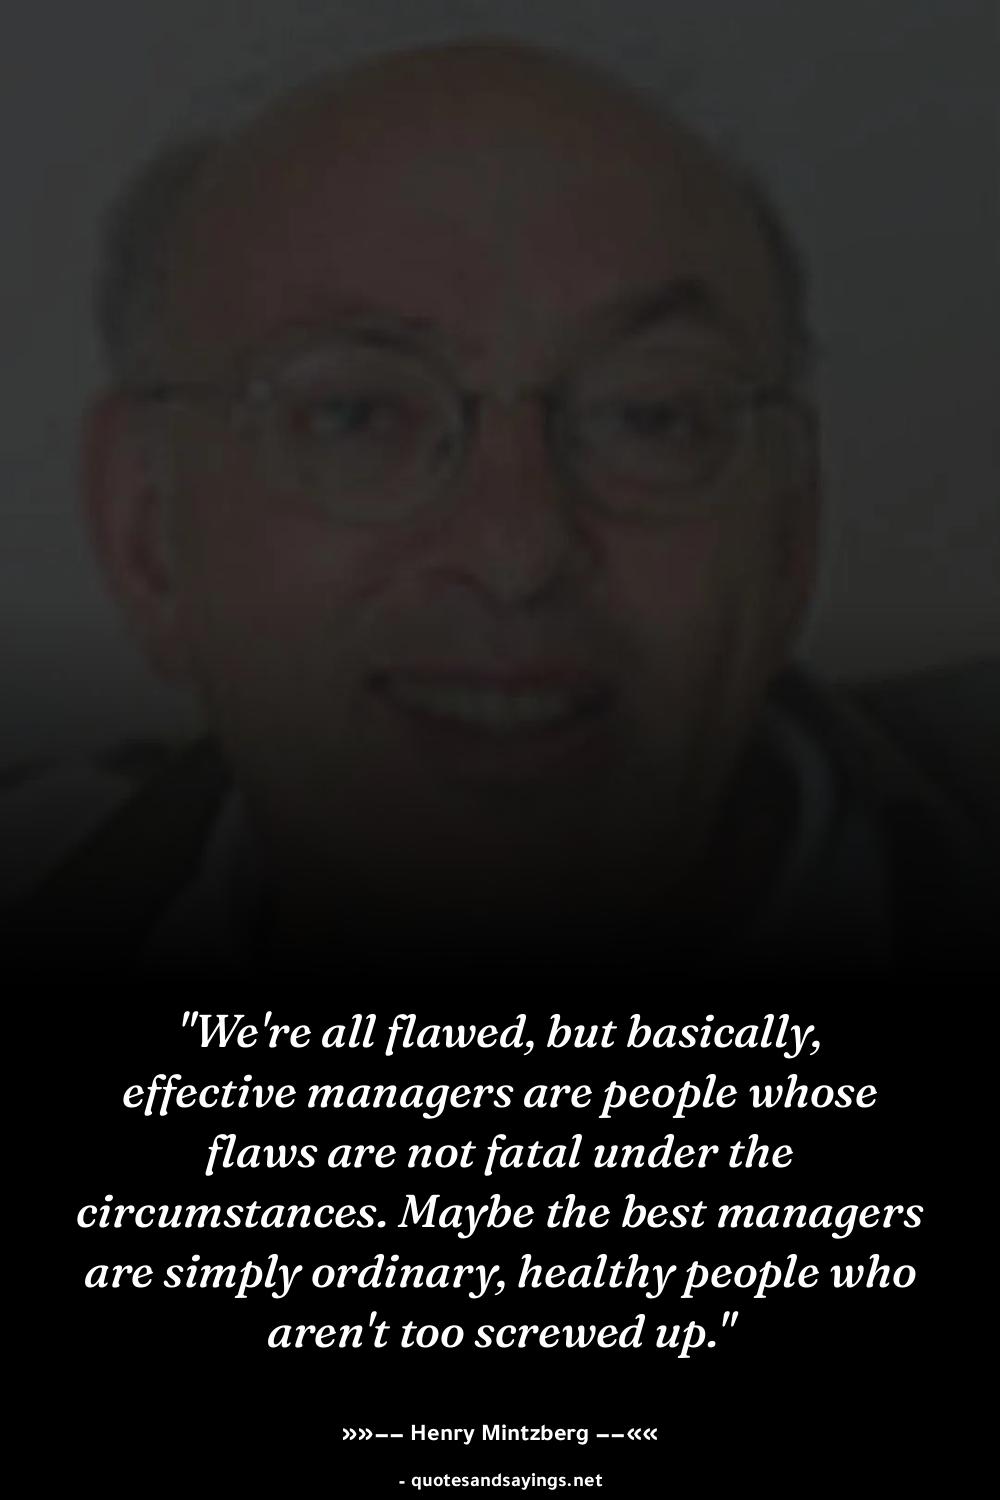 "We're all flawed, but basically,
effective managers are people whose
flaws are not fatal under the
circumstances. Maybe the best managers
are simply ordinary, healthy people who
aren't too screwed up."
»»–– Henry Mintzberg ––««
- quotesandsayings.net